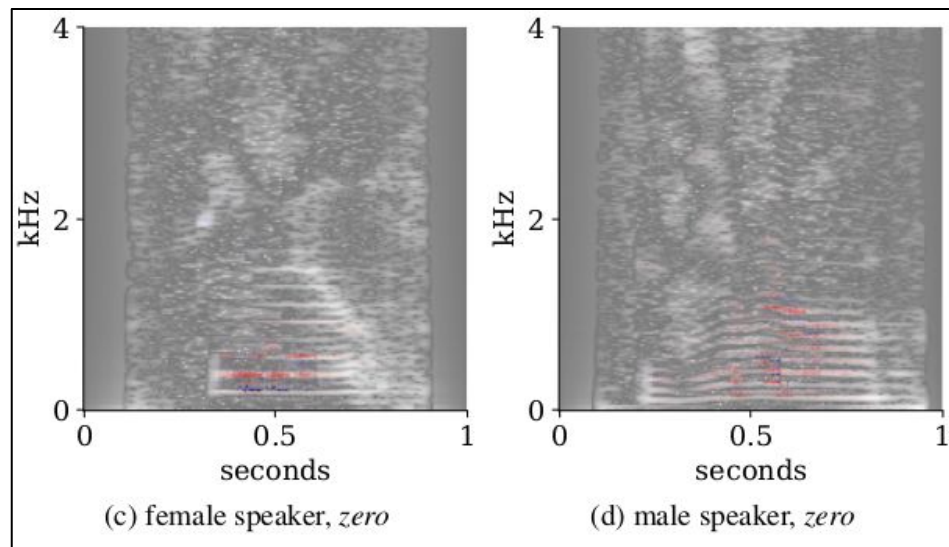 4
kHz
2
0
0
0.5
1
seconds
(c) female speaker, zero
4
kHz
2
0
0
0.5
1
seconds
(d) male speaker, zero